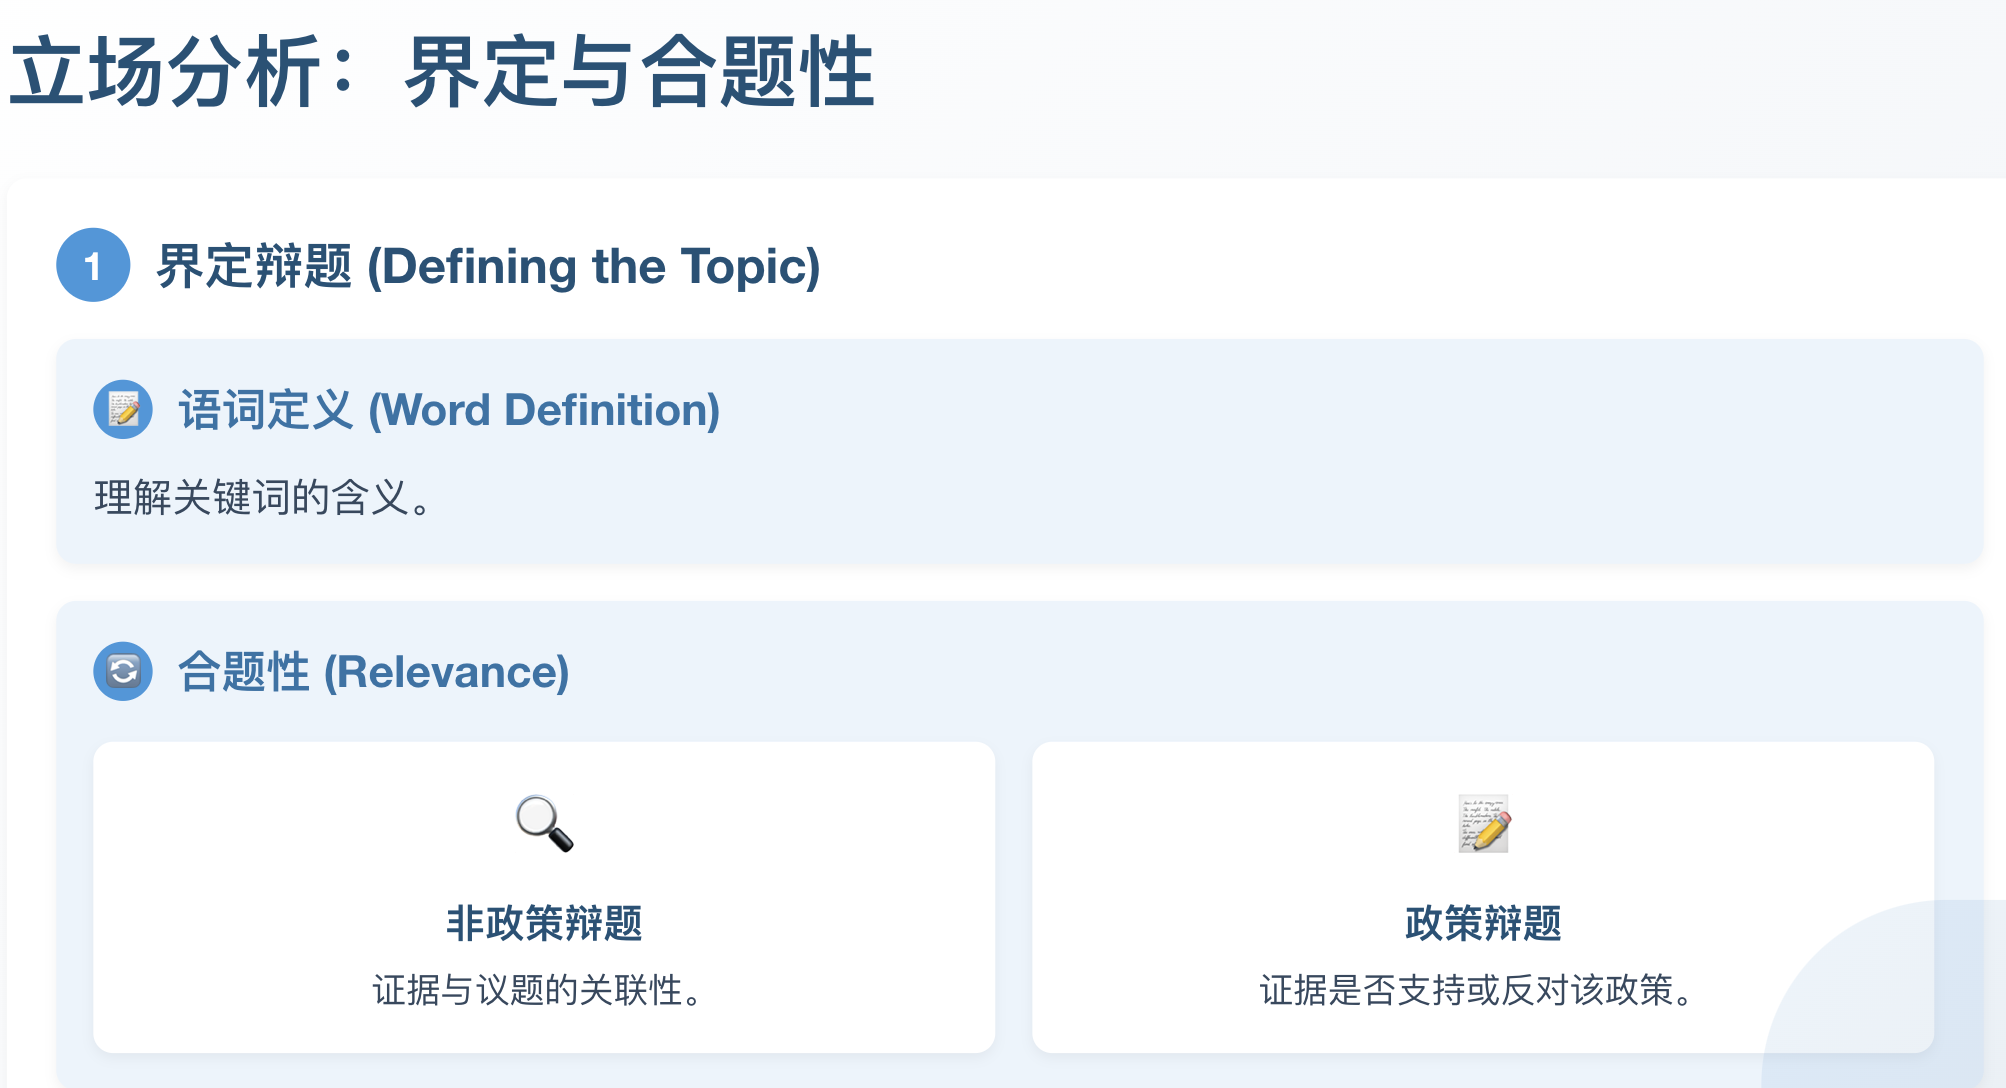 立场分析：界定与合题性
1 界定辩题 (Defining the Topic)
语词定义 (Word Definition)
理解关键词的含义。
合题性 (Relevance)
非政策辩题
证据与议题的关联性。
政策辩题
证据是否支持或反对该政策。